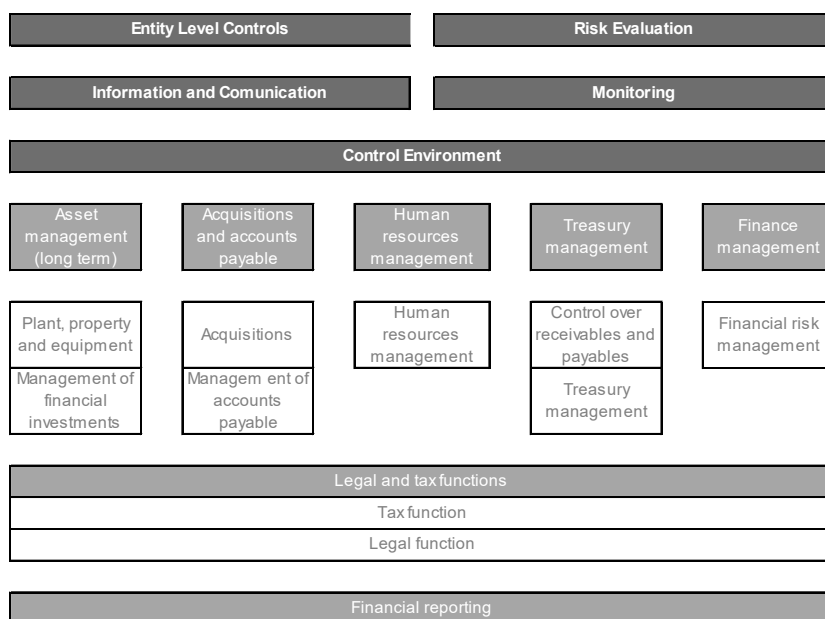 Entity Level Controls
Risk Evaluation
Information and Comunication
Monitoring
Control Environment
Asset
management
(long term)
Acquisitions
and accounts
payable
Human
resources
management
Treasury
management
Finance
management
Plant, property
and equipment
Acquisitions
Human
resources
management
Control over
receivables and
payables
Financial risk
management
Management of
financial
investments
Managem ent of
accounts
payable
Treasury
management
Legal and tax functions
Tax function
Legal function
Financial reporting